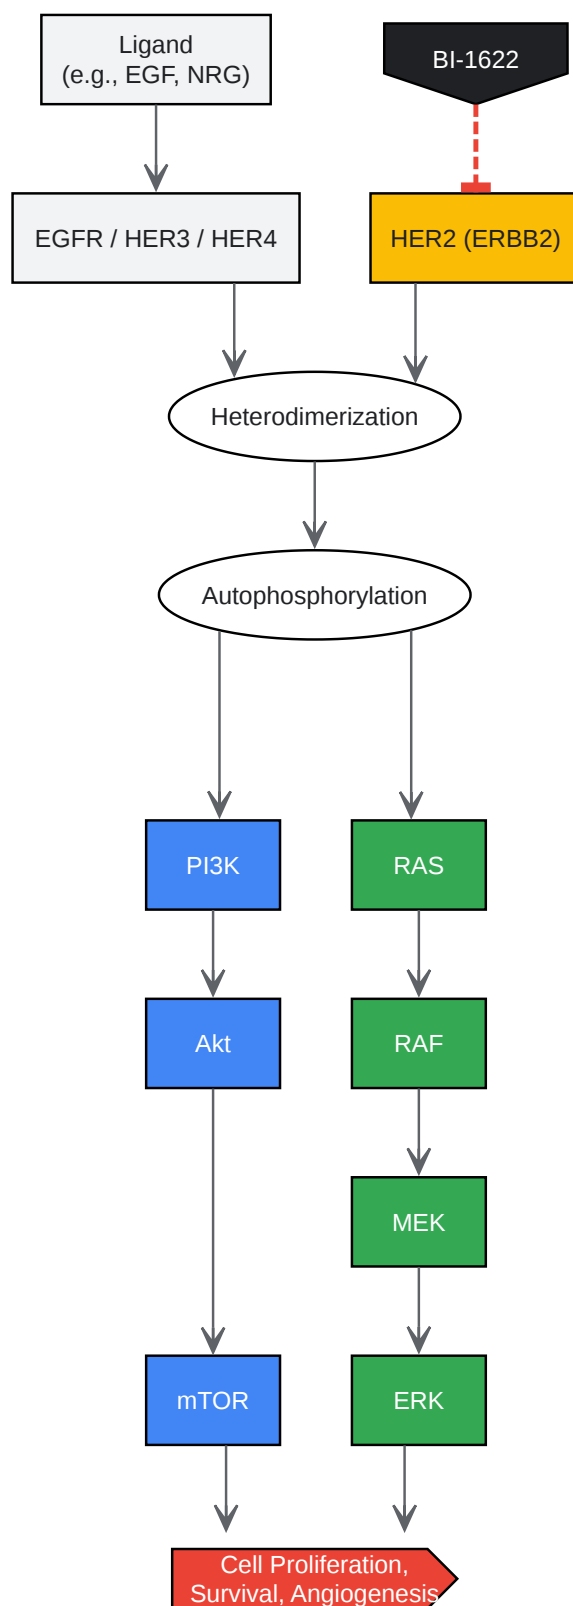 Ligand
(e.g., EGF, NRG)
BI-1622
EGFR / HER3 / HER4
HER2 (ERBB2)
Heterodimerization
Autophosphorylation
PI3K
RAS
Akt
RAF
MEK
mTOR
ERK
Cell Proliferation,
Survival, Angiogenesis